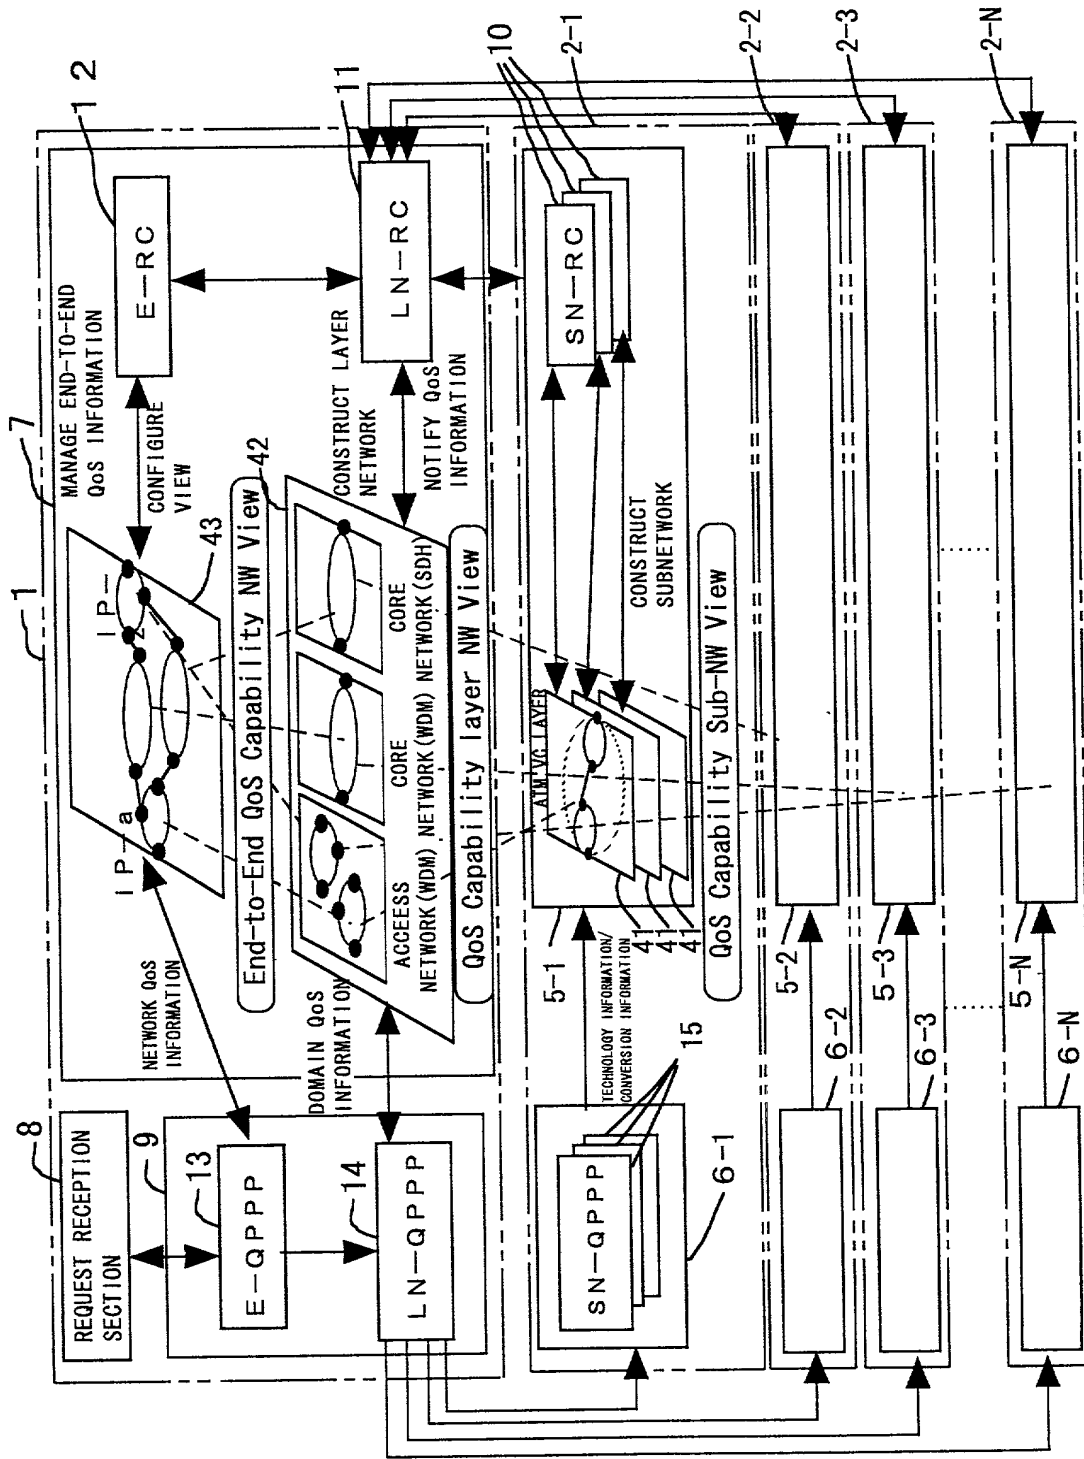 1
7
8
REQUEST RECEPTION
SECTION
9
13
E-QPPP
14
LN-QPPP
NETWORK QoS
INFORMATION
DOMAIN QoS
INFORMATION
IP-a
IP-z
43
MANAGE END-TO-END
QoS INFORMATION
CONFIGURE
VIEW
12
E-RC
End-to-End QoS Capability NW View
42
ACCEESS
NETWORK(WDM)
CORE
NETWORK(WDM)
CORE
NETWORK(SDH)
CONSTRUCT LAYER
NETWORK
NOTIFY QoS
INFORMATION
11
LN-RC
QoS Capability layer NW View
10
2-1
SN-RC
ATM VC LAYER
CONSTRUCT
SUBNETWORK
41
41
41
QoS Capability Sub-NW View
5-1
TECHNOLOGY INFORMATION/
CONVERSION INFORMATION
15
SN-QPPP
6-1
2-2
5-2
6-2
2-3
5-3
6-3
2-N
5-N
6-N